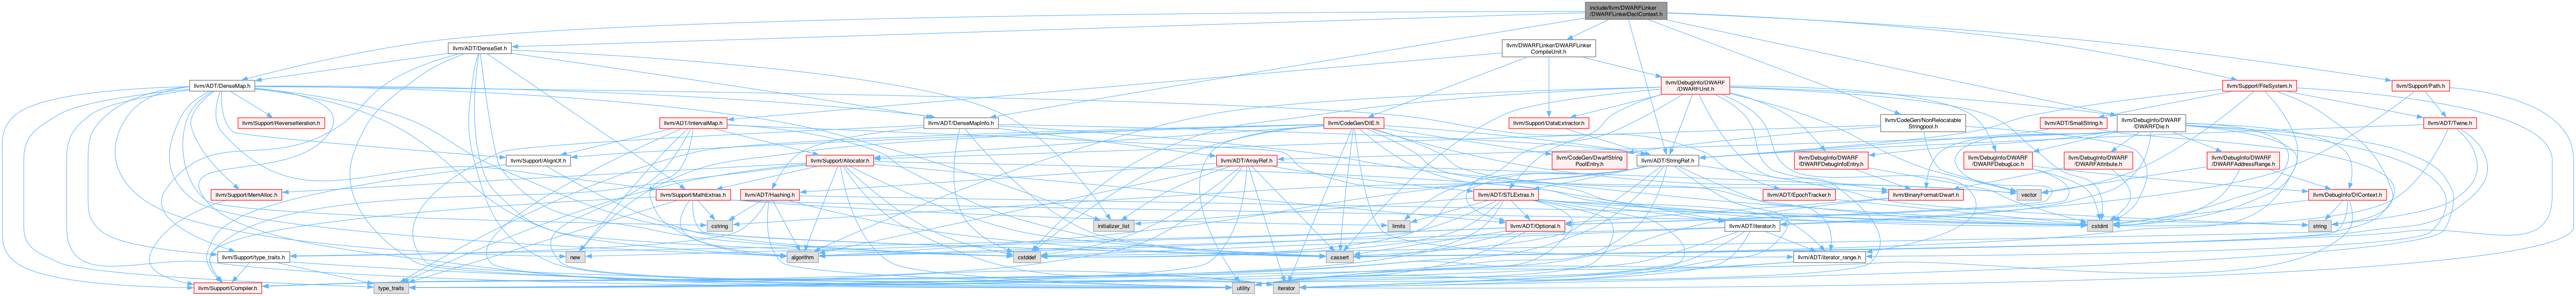 include/llvm/DWARFLinker
/DWARFLinkerDeclContext.h
llvm/ADT/DenseSet.h
llvm/DWARFLinker/DWARFLinker
CompileUnit.h
llvm/ADT/DenseMap.h
llvm/DebugInfo/DWARF
/DWARFUnit.h
llvm/Support/FileSystem.h
llvm/Support/Path.h
llvm/Support/ReverseIteration.h
llvm/ADT/IntervalMap.h
llvm/ADT/DenseMapInfo.h
llvm/CodeGen/DIE.h
llvm/Support/DataExtractor.h
llvm/CodeGen/NonRelocatable
Stringpool.h
llvm/ADT/SmallString.h
llvm/DebugInfo/DWARF
/DWARFDie.h
llvm/ADT/Twine.h
llvm/Support/AlignOf.h
llvm/Support/Allocator.h
llvm/ADT/ArrayRef.h
llvm/CodeGen/DwarfString
PoolEntry.h
llvm/ADT/StringRef.h
llvm/DebugInfo/DWARF
/DWARFDebugInfoEntry.h
llvm/DebugInfo/DWARF
/DWARFDebugLoc.h
llvm/DebugInfo/DWARF
/DWARFAttribute.h
llvm/DebugInfo/DWARF
/DWARFAddressRange.h
llvm/Support/MemAlloc.h
llvm/Support/MathExtras.h
llvm/ADT/Hashing.h
llvm/ADT/STLExtras.h
llvm/ADT/EpochTracker.h
llvm/BinaryFormat/Dwarf.h
vector
llvm/DebugInfo/DIContext.h
cstring
initializer_list
limits
llvm/ADT/Optional.h
llvm/ADT/iterator.h
cstdint
string
llvm/Support/type_traits.h
new
algorithm
cstddef
cassert
llvm/ADT/iterator_range.h
llvm/Support/Compiler.h
type_traits
utility
iterator